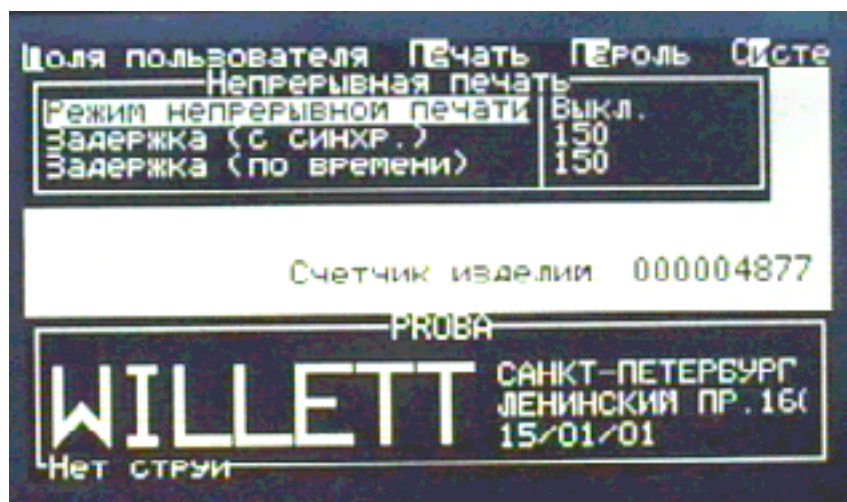 Поля пользователя Печать Пароль Систе
Непрерывная печать
Режим непрерывной печати Выкл.
Задержка (с синхр.) 150
Задержка (по времени) 150
Счетчик изделий 000004877
PROBA
WILLETT
САНКТ-ПЕТЕРБУРГ
ЛЕНИНСКИЙ ПР.160
15/01/01
Нет струи